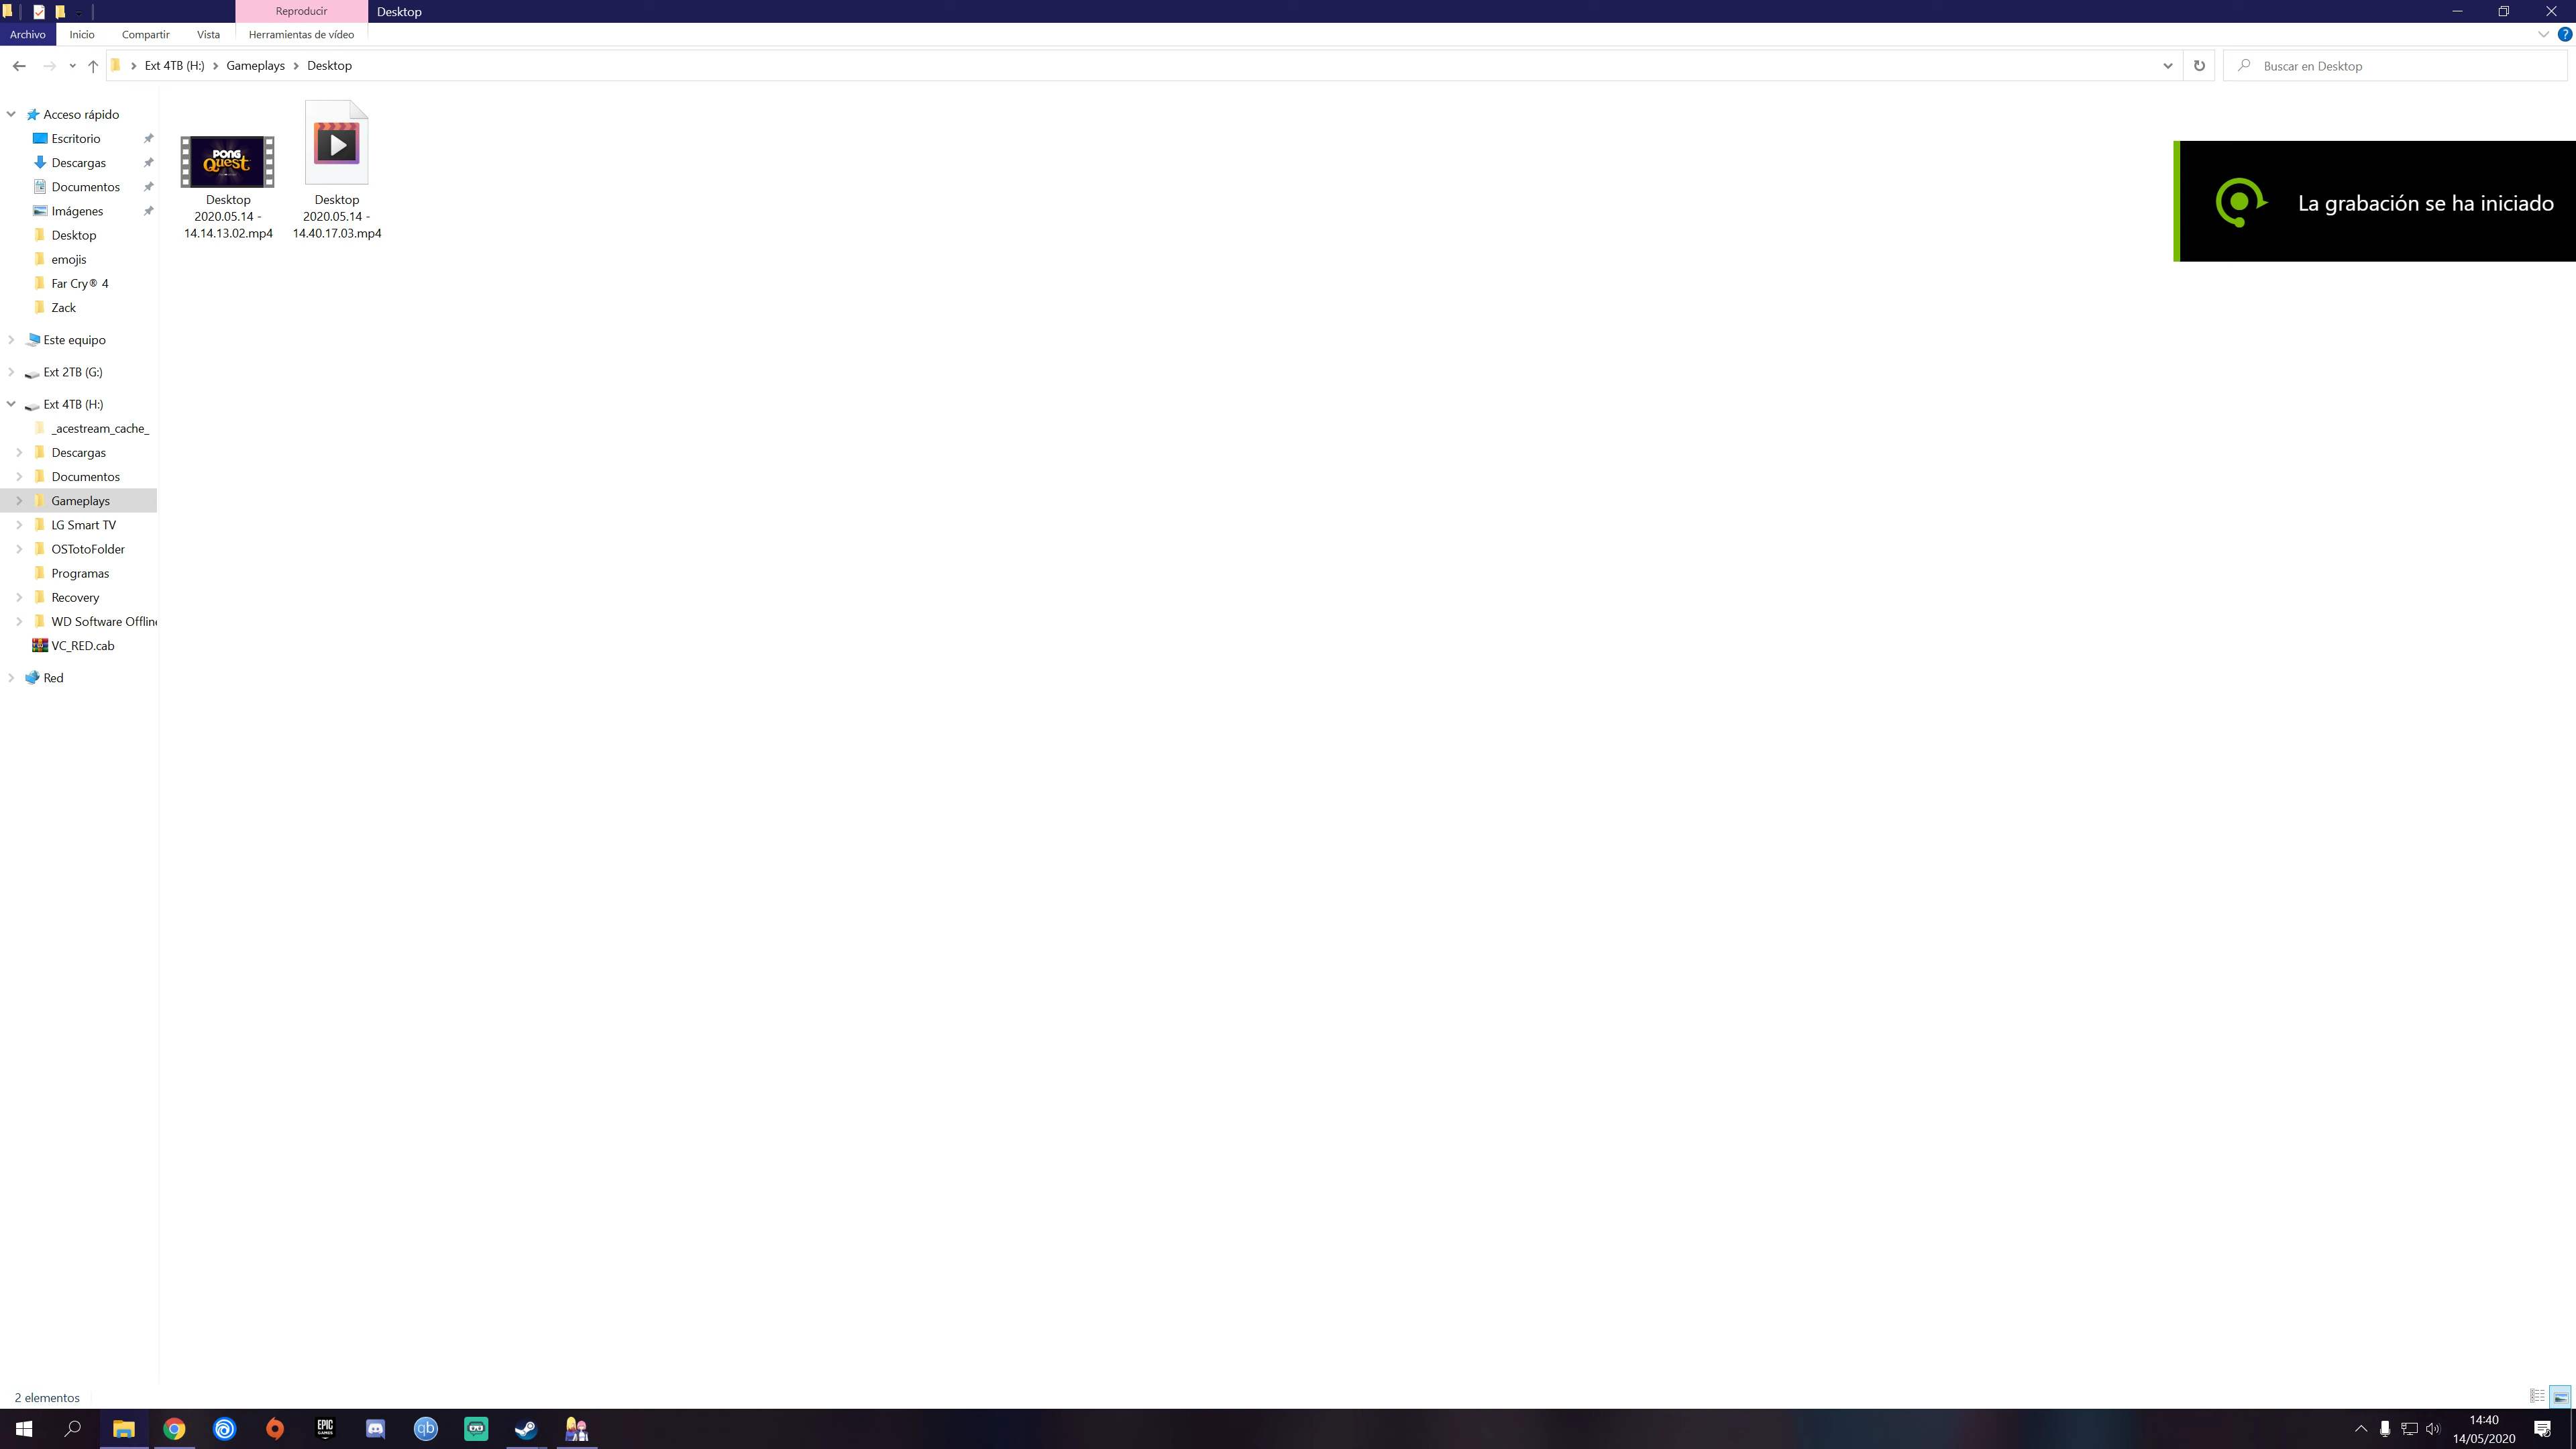 Reproducir
Desktop
Archivo
Inicio
Compartir
Vista
Herramientas de vídeo
Ext 4TB (H:)
Gameplays
Desktop
Buscar en Desktop
Acceso rápido
Escritorio
Descargas
Documentos
Imágenes
Desktop
emojis
Far Cry® 4
Zack
Este equipo
Ext 2TB (G:)
Ext 4TB (H:)
_acestream_cache_
Descargas
Documentos
Gameplays
LG Smart TV
OSTotoFolder
Programas
Recovery
WD Software Offline
VC_RED.cab
Red
PONG
Quest
Desktop
2020.05.14 -
14.14.13.02.mp4
Desktop
2020.05.14 -
14.40.17.03.mp4
La grabación se ha iniciado
2 elementos
EPIC
GAMES
qb
14:40
14/05/2020